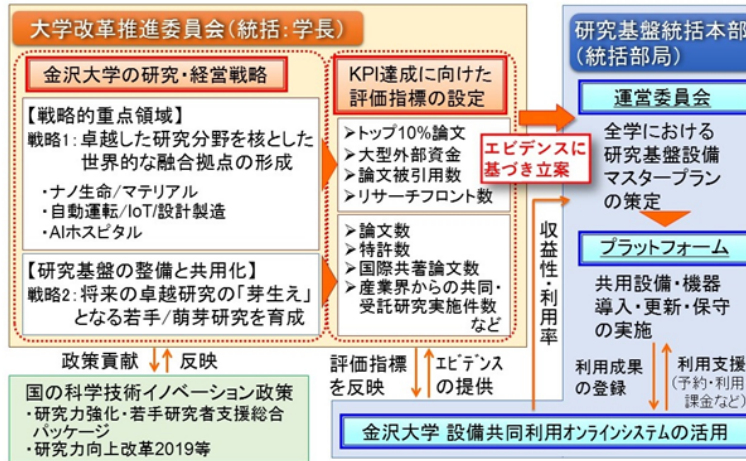 大学改革推進委員会(統括:学長)
金沢大学の研究・経営戦略
【戦略的重点領域】
戦略1:卓越した研究分野を核とした
世界的な融合拠点の形成
・ナノ生命/マテリアル
・自動運転/IoT/設計製造
・AIホスピタル
【研究基盤の整備と共用化】
戦略2:将来の卓越研究の「芽生え」
となる若手/萌芽研究を育成
KPI達成に向けた
評価指標の設定
➢トップ10%論文
➢大型外部資金
➢論文被引用数
➢リサーチフロント数
➢論文数
➢特許数
➢国際共著論文数
➢産業界からの共同・
受託研究実施件数
など
エビデンスに
基づき立案
研究基盤統括本部
(統括部局)
運営委員会
全学における
研究基盤設備
マスタープラン
の策定
プラットフォーム
共用設備・機器
導入・更新・保守
の実施
収益性・利用率
政策貢献
反映
国の科学技術イノベーション政策
・研究力強化・若手研究者支援総合
パッケージ
・研究力向上改革2019等
評価指標
を反映
エビデンス
の提供
利用成果
の登録
利用支援
(予約・利用
課金など)
金沢大学 設備共同利用オンラインシステムの活用